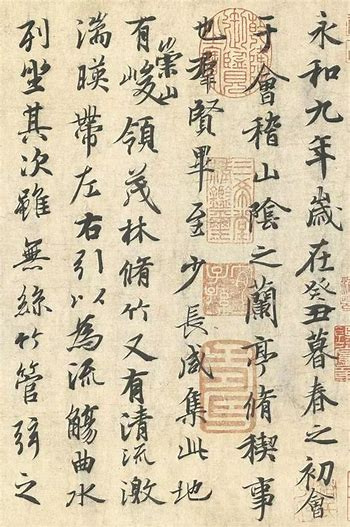 永和九年歲在癸丑暮春之初會
于會稽山陰之蘭亭脩禊事
也羣賢畢至少長咸集此地
有崇山峻領茂林脩竹又有清流激
湍暎帶左右引以為流觴曲水
列坐其次雖無絲竹管弦之